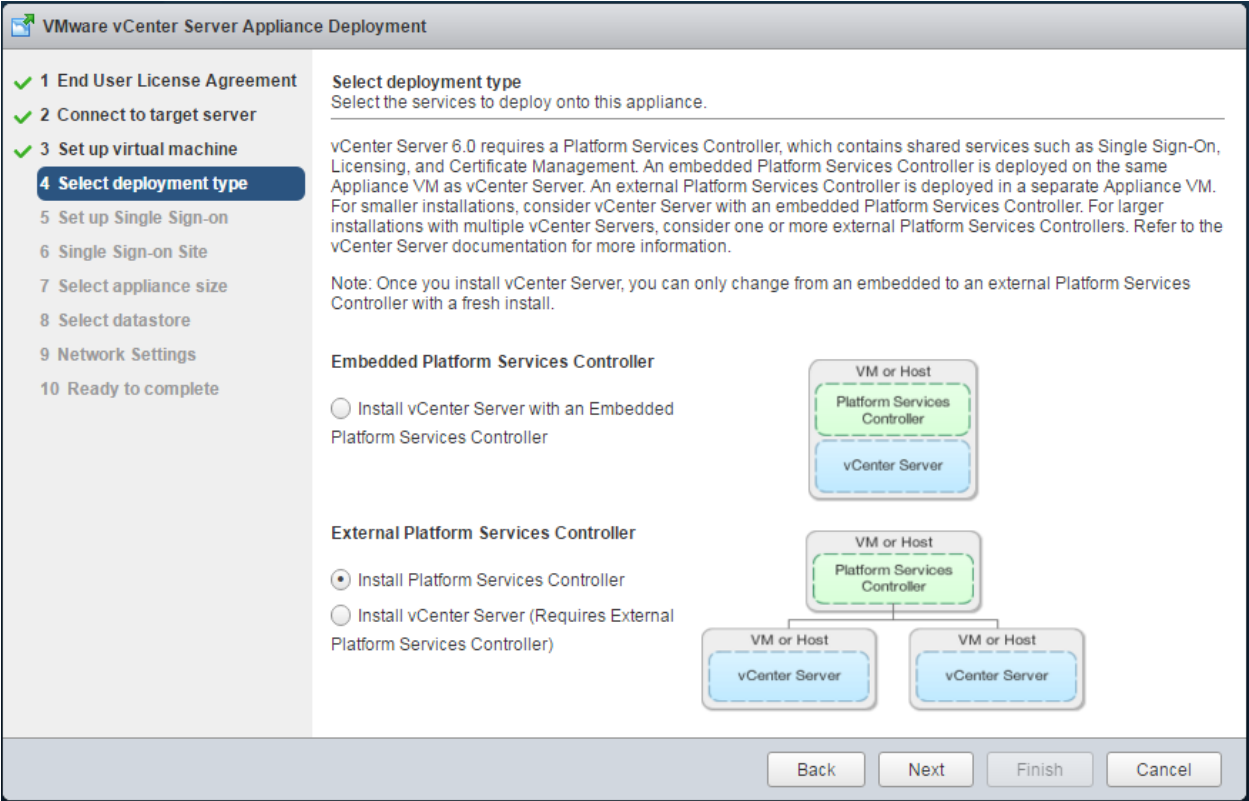 VMware vCenter Server Appliance Deployment
1 End User License Agreement
2 Connect to target server
3 Set up virtual machine
4 Select deployment type
5 Set up Single Sign-on
6 Single Sign-on Site
7 Select appliance size
8 Select datastore
9 Network Settings
10 Ready to complete
Select deployment type
Select the services to deploy onto this appliance.
vCenter Server 6.0 requires a Platform Services Controller, which contains shared services such as Single Sign-On,
Licensing, and Certificate Management. An embedded Platform Services Controller is deployed on the same
Appliance VM as vCenter Server. An external Platform Services Controller is deployed in a separate Appliance VM.
For smaller installations, consider vCenter Server with an embedded Platform Services Controller. For larger
installations with multiple vCenter Servers, consider one or more external Platform Services Controllers. Refer to the
vCenter Server documentation for more information.
Note: Once you install vCenter Server, you can only change from an embedded to an external Platform Services
Controller with a fresh install.
Embedded Platform Services Controller
Install vCenter Server with an Embedded
Platform Services Controller
VM or Host
Platform Services
Controller
vCenter Server
External Platform Services Controller
Install Platform Services Controller
Install vCenter Server (Requires External
Platform Services Controller)
VM or Host
Platform Services
Controller
VM or Host
vCenter Server
VM or Host
vCenter Server
Back
Next
Finish
Cancel